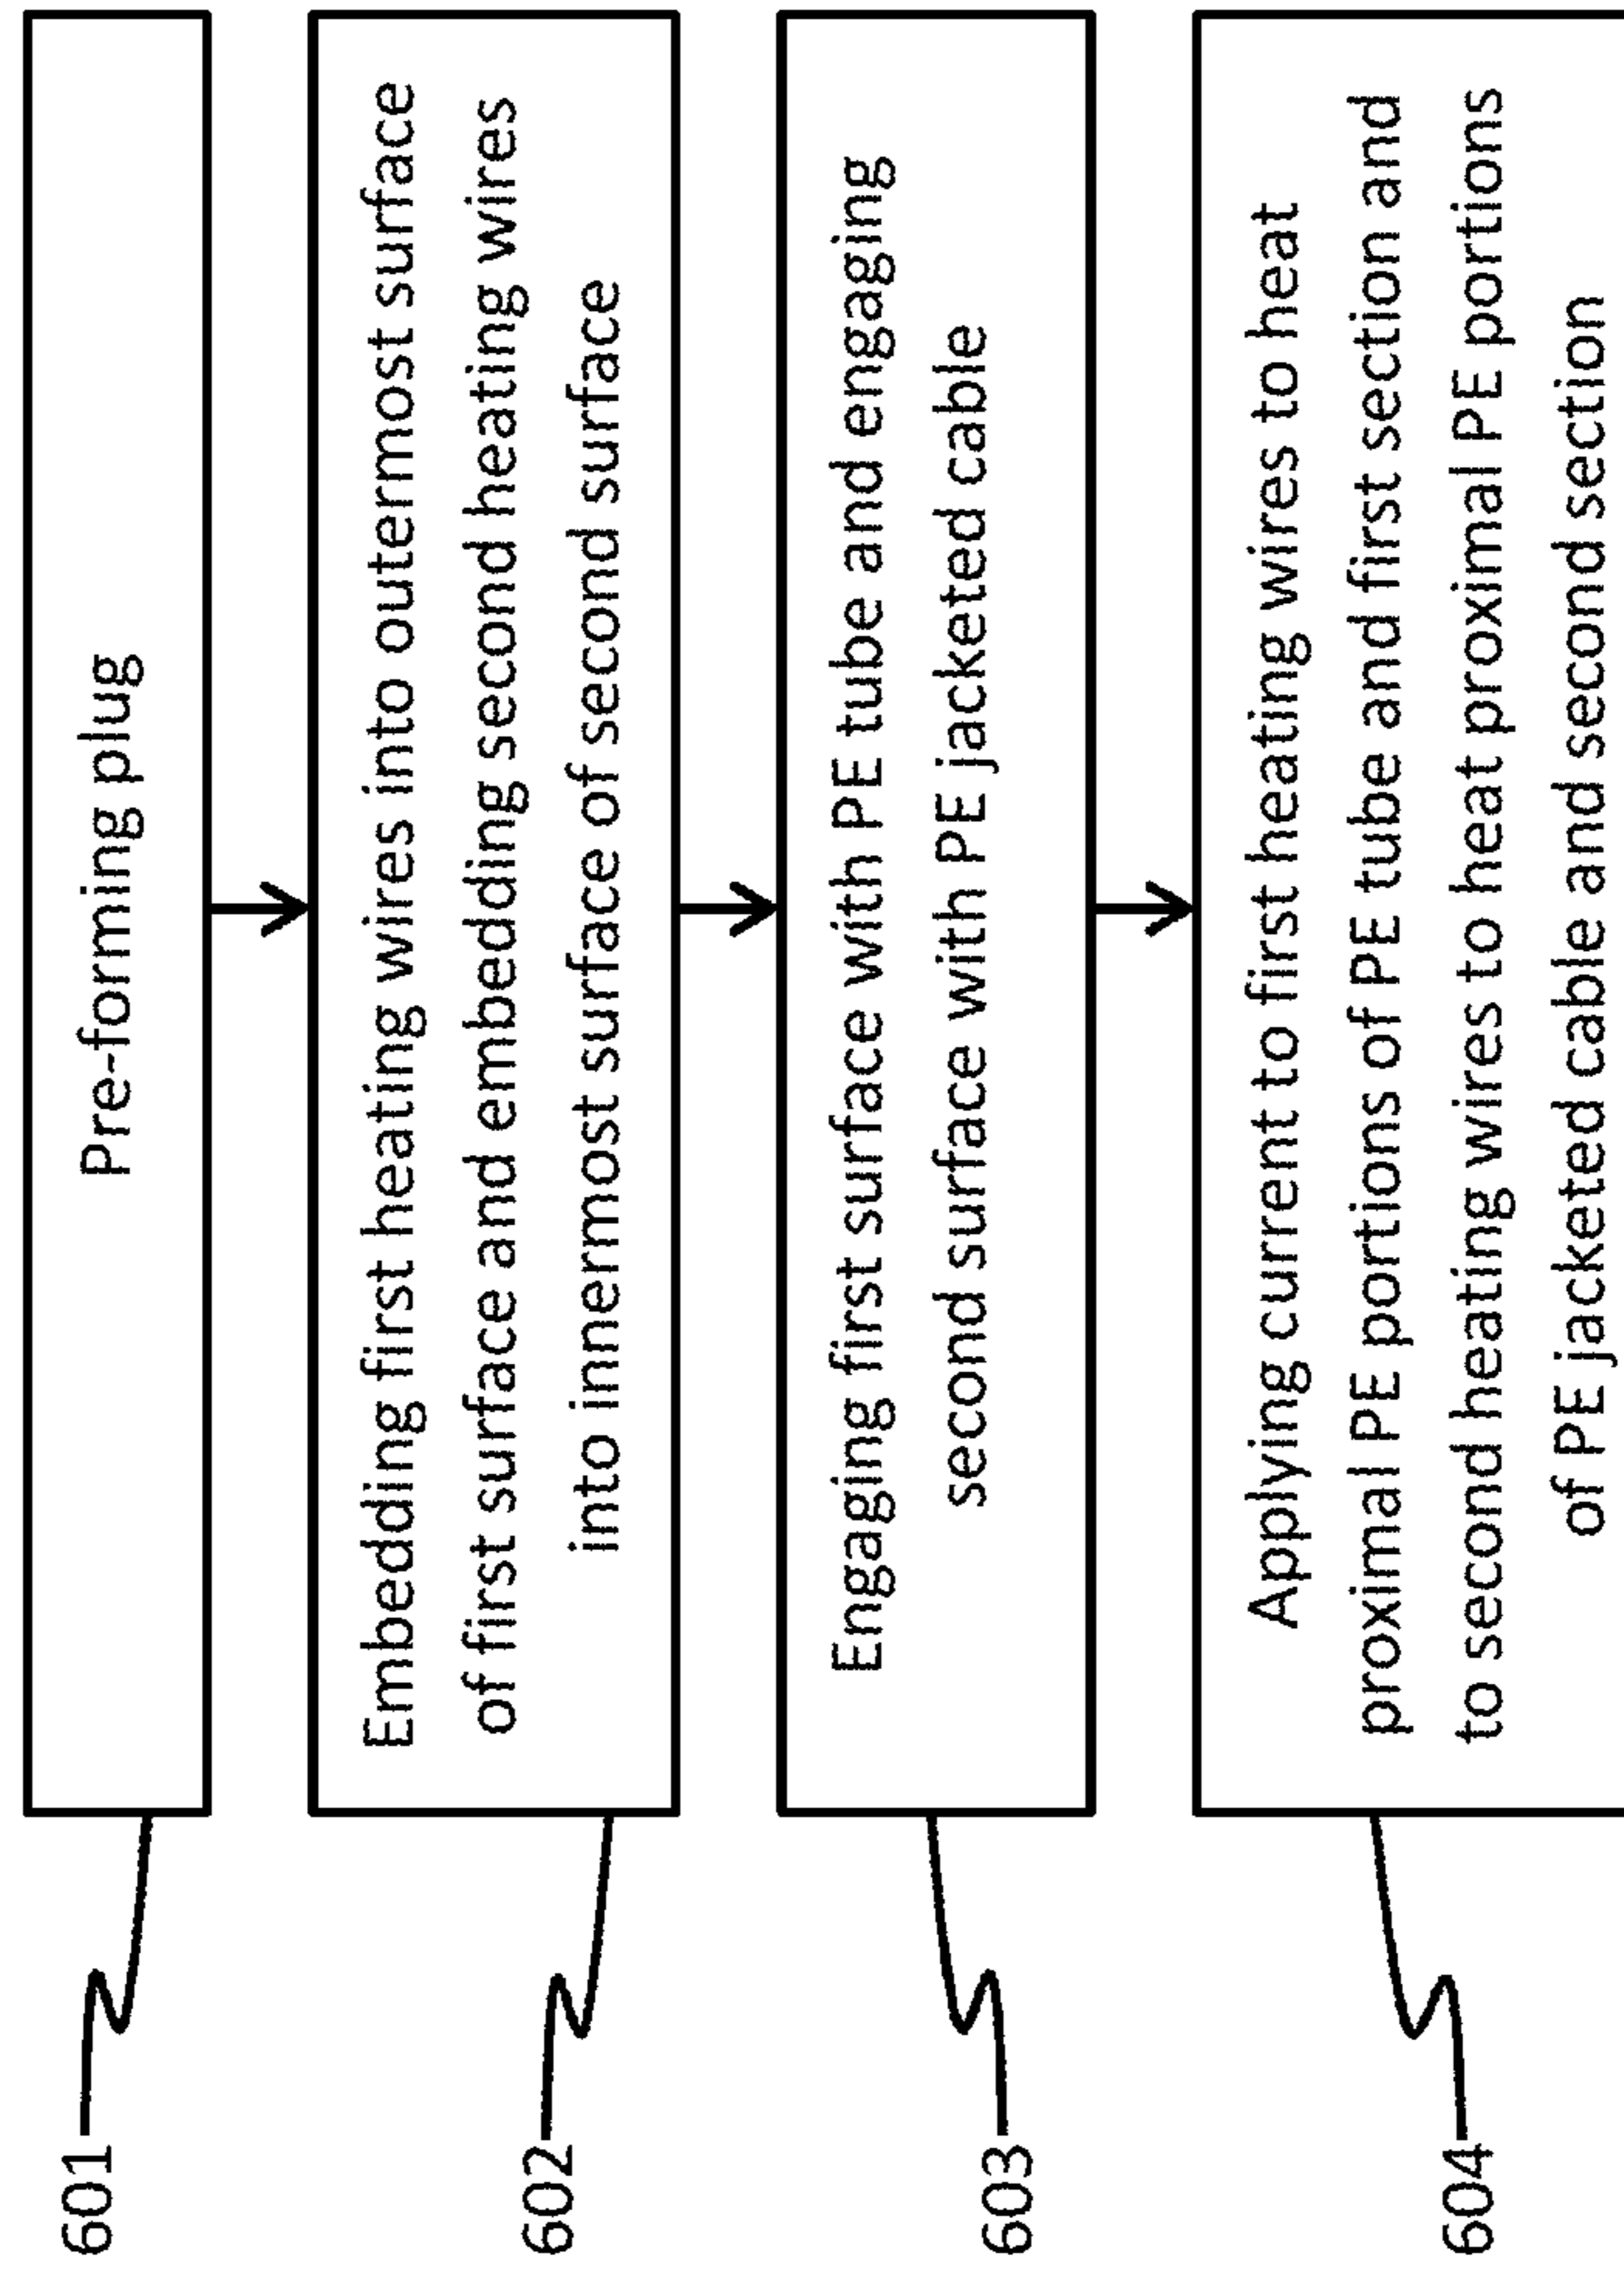 601
Pre-forming plug
602
Embedding first heating wires into outermost surface
of first surface and embedding second heating wires
into innermost surface of second surface
603
Engaging first surface with PE tube and engaging
second surface with PE jacketed cable
604
Applying current to first heating wires to heat
proximal PE portions of PE tube and first section and
to second heating wires to heat proximal PE portions
of PE jacketed cable and second section